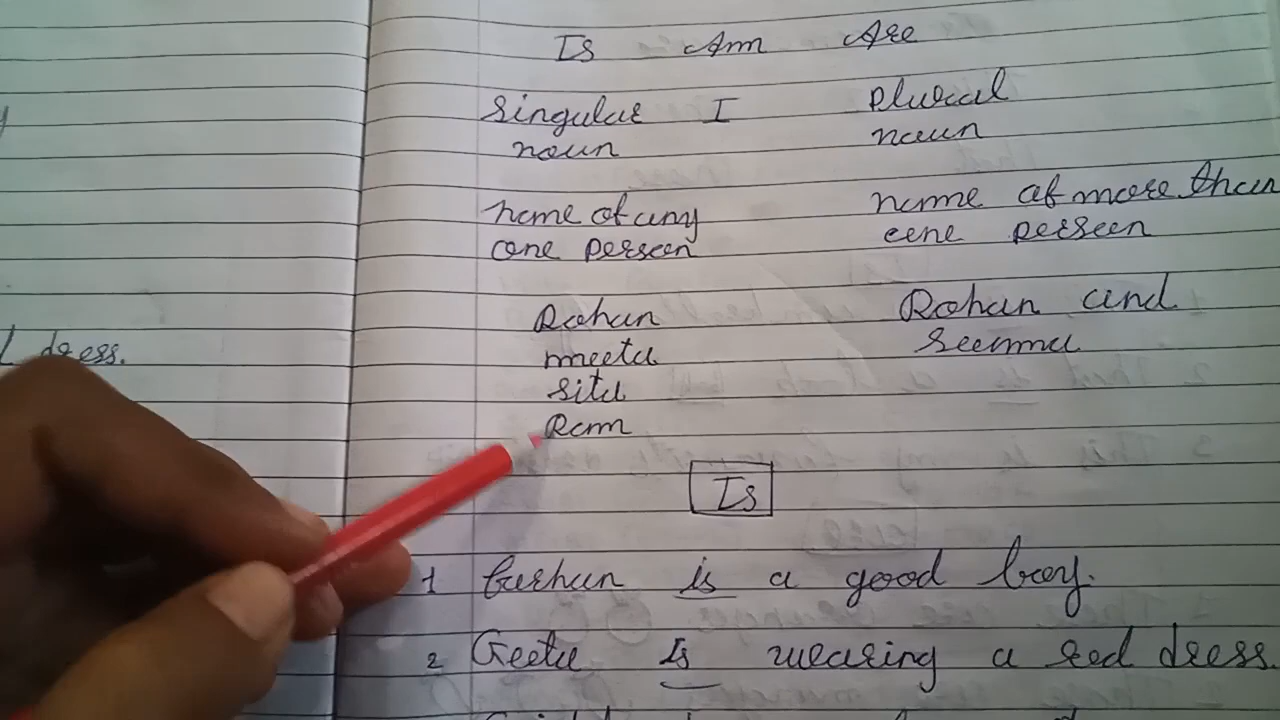 Is Am Are
Singular I Plural
noun noun
name of any name of more than
one person one person
Rohan Rohan and
meeta Seema
sita
Ram
dress.
Is
1 is a good boy.
2 Geeta Is wearing a red dress.